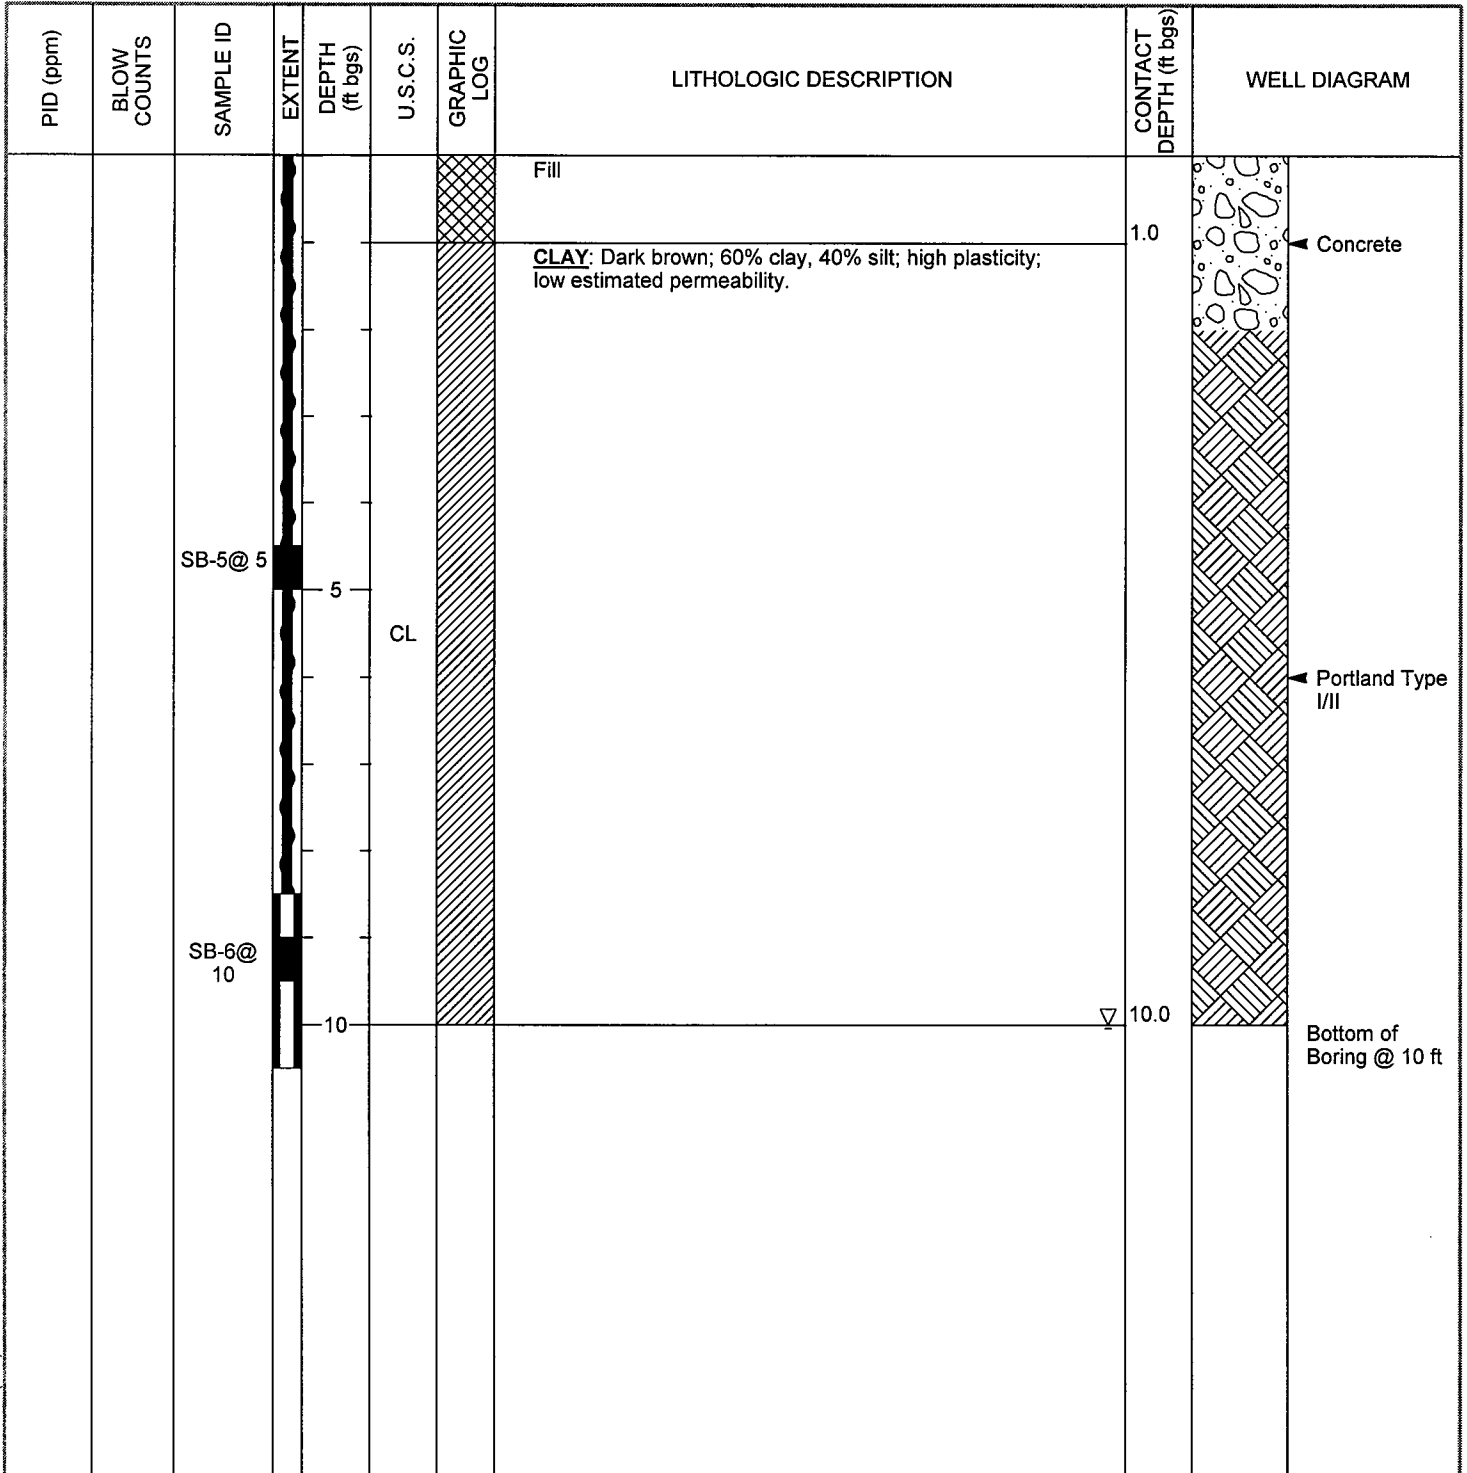 PID (ppm)
BLOW
COUNTS
SAMPLE ID
EXTENT
DEPTH
(ft bgs)
U.S.C.S.
GRAPHIC
LOG
LITHOLOGIC DESCRIPTION
CONTACT
DEPTH (ft bgs)
WELL DIAGRAM
Fill
1.0
Concrete
CLAY: Dark brown; 60% clay, 40% silt; high plasticity;
low estimated permeability.
SB-5@ 5
5
CL
Portland Type
I/II
SB-6@
10
10
10.0
Bottom of
Boring @ 10 ft